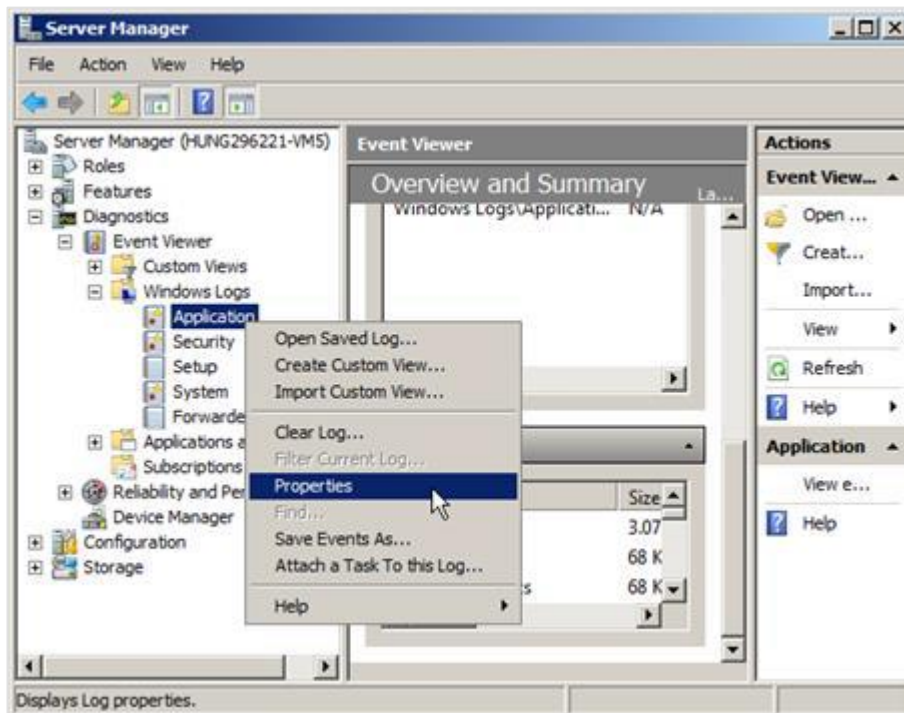 Server Manager
File Action View Help
Server Manager (HUNG296221-VM5)
Roles
Features
Diagnostics
Event Viewer
Custom Views
Windows Logs
Application
Security
Setup
System
Forwarde
Applications a
Subscriptions
Reliability and Per
Device Manager
Configuration
Storage
Event Viewer
Overview and Summary
La...
Windows Logs\Applicati... N/A
Open Saved Log...
Create Custom View...
Import Custom View...
Clear Log...
Filter Current Log...
Properties
Find...
Save Events As...
Attach a Task To this Log...
Help
Size
3.07
68 K
s 68 K
Actions
Event View...
Open ...
Creat...
Import...
View
Refresh
Help
Application
View e...
Help
Displays Log properties.